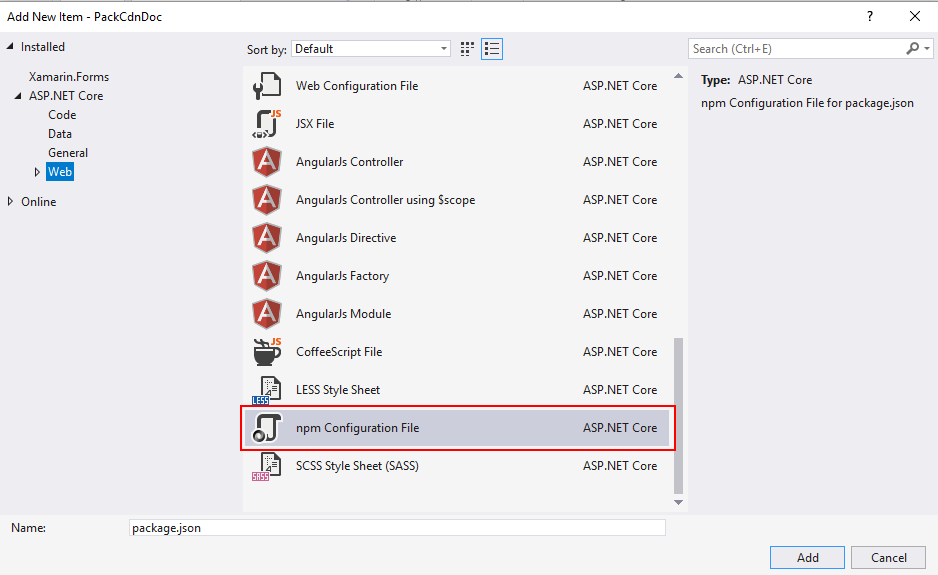 Add New Item - PackCdnDoc ?
Installed
Xamarin.Forms
ASP.NET Core
Code
Data
General
Web
Online
Sort by: Default
Web Configuration File ASP.NET Core
JS
JSX File ASP.NET Core
A AngularJs Controller ASP.NET Core
A AngularJs Controller using $scope ASP.NET Core
A AngularJs Directive ASP.NET Core
A AngularJs Factory ASP.NET Core
A AngularJs Module ASP.NET Core
JS
CoffeeScript File ASP.NET Core
LESS Style Sheet ASP.NET Core
LESS
npm Configuration File ASP.NET Core
SCSS Style Sheet (SASS) ASP.NET Core
SASS
Search (Ctrl+E)
Type: ASP.NET Core
npm Configuration File for package.json
Name: package.json
Add Cancel